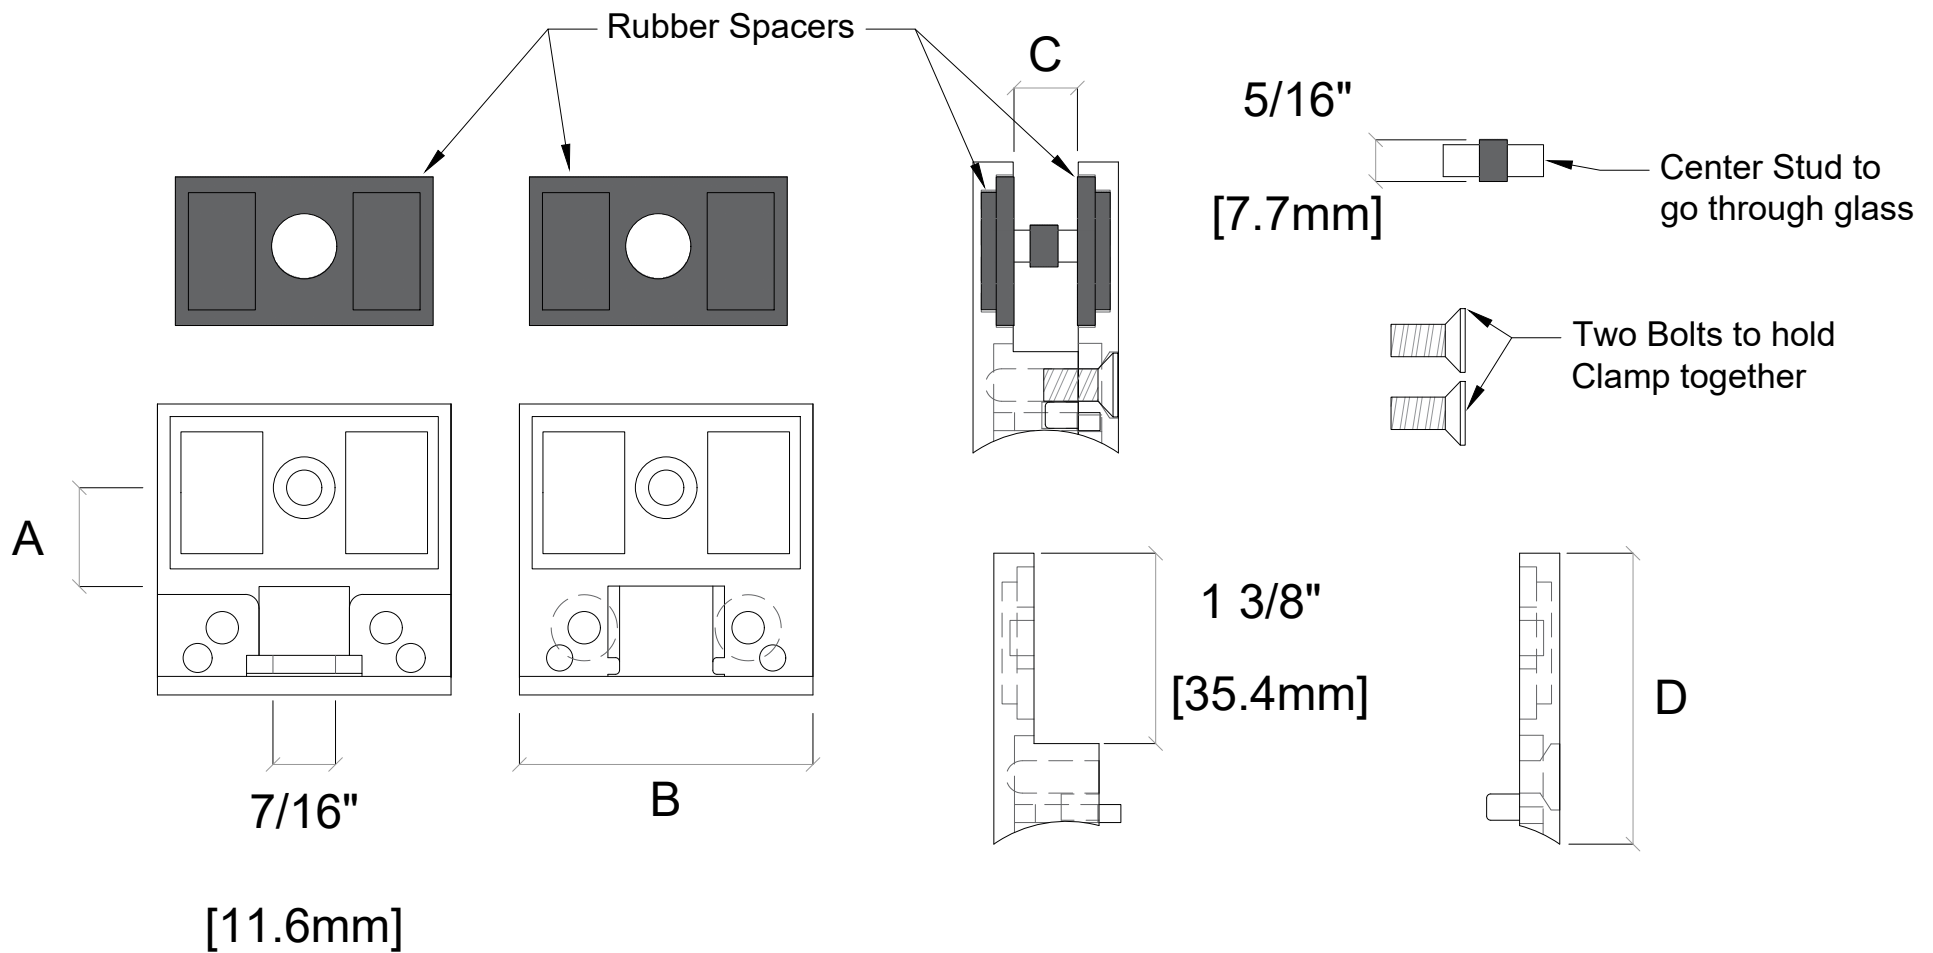 Rubber Spacers
C
5/16"
[7.7mm]
Center Stud to
go through glass
Two Bolts to hold
Clamp together
A
B
7/16"
[11.6mm]
1 3/8"
[35.4mm]
D